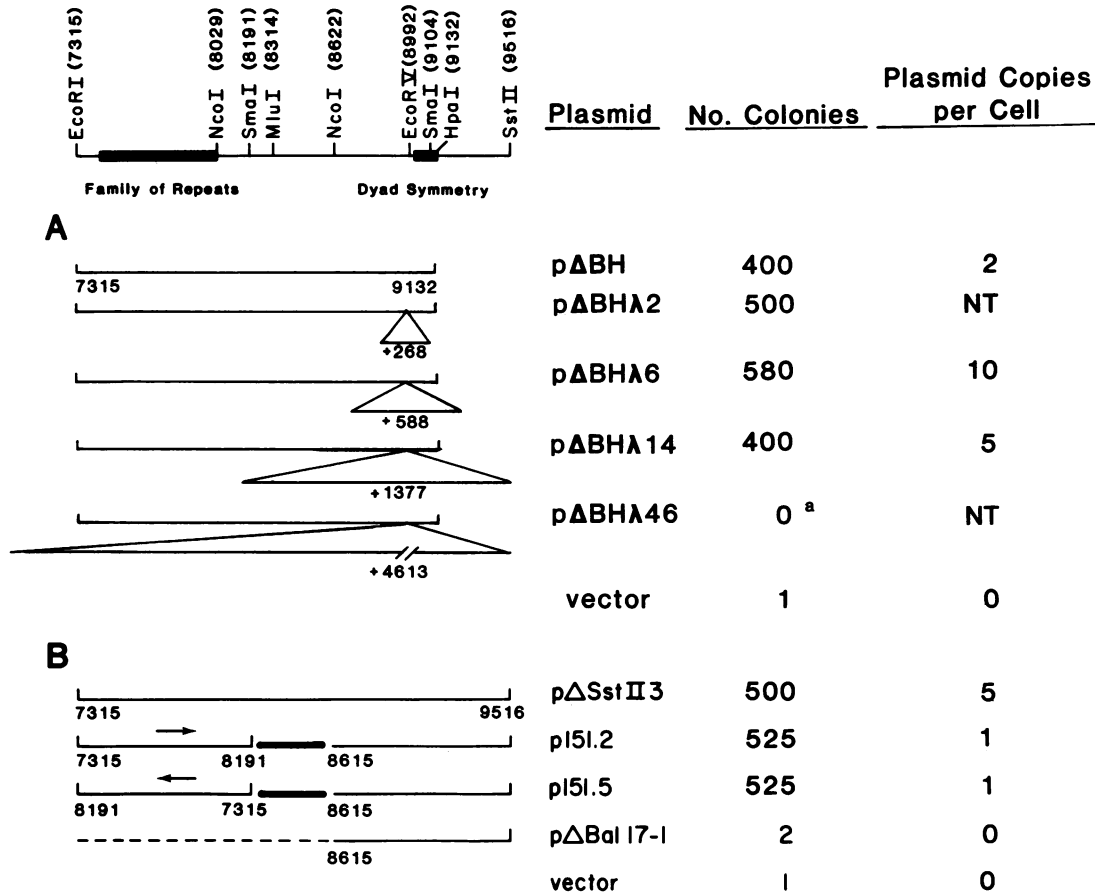 EcoRI (7315)
NcoI (8029)
SmaI (8191)
MluI (8314)
NcoI (8622)
EcoRV (8992)
SmaI (9104)
HpaI (9132)
SstII (9516)
Family of Repeats
Dyad Symmetry
Plasmid No. Colonies Plasmid Copies per Cell
A
7315 9132 pΔBH 400 2
+268 pΔBHλ2 500 NT
+588 pΔBHλ6 580 10
+1377 pΔBHλ14 400 5
+4613 pΔBHλ46 0 a NT
vector 1 0
B
7315 9516 pΔSstII3 500 5
7315 8191 8615 p151.2 525 1
8191 7315 8615 p151.5 525 1
8615 pΔBal 17-1 2 0
vector 1 0